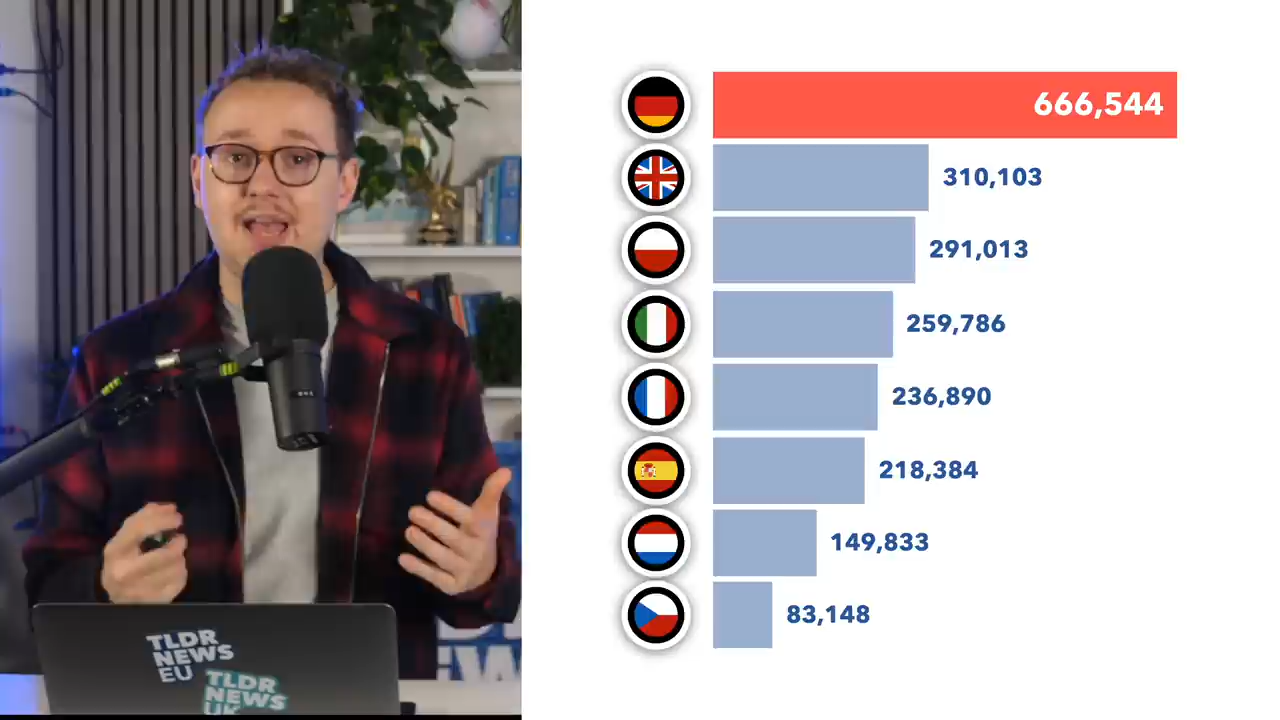 666,544
310,103
291,013
259,786
236,890
218,384
149,833
83,148
TLDR
NEWS
EU
TLDR
NEWS
UK